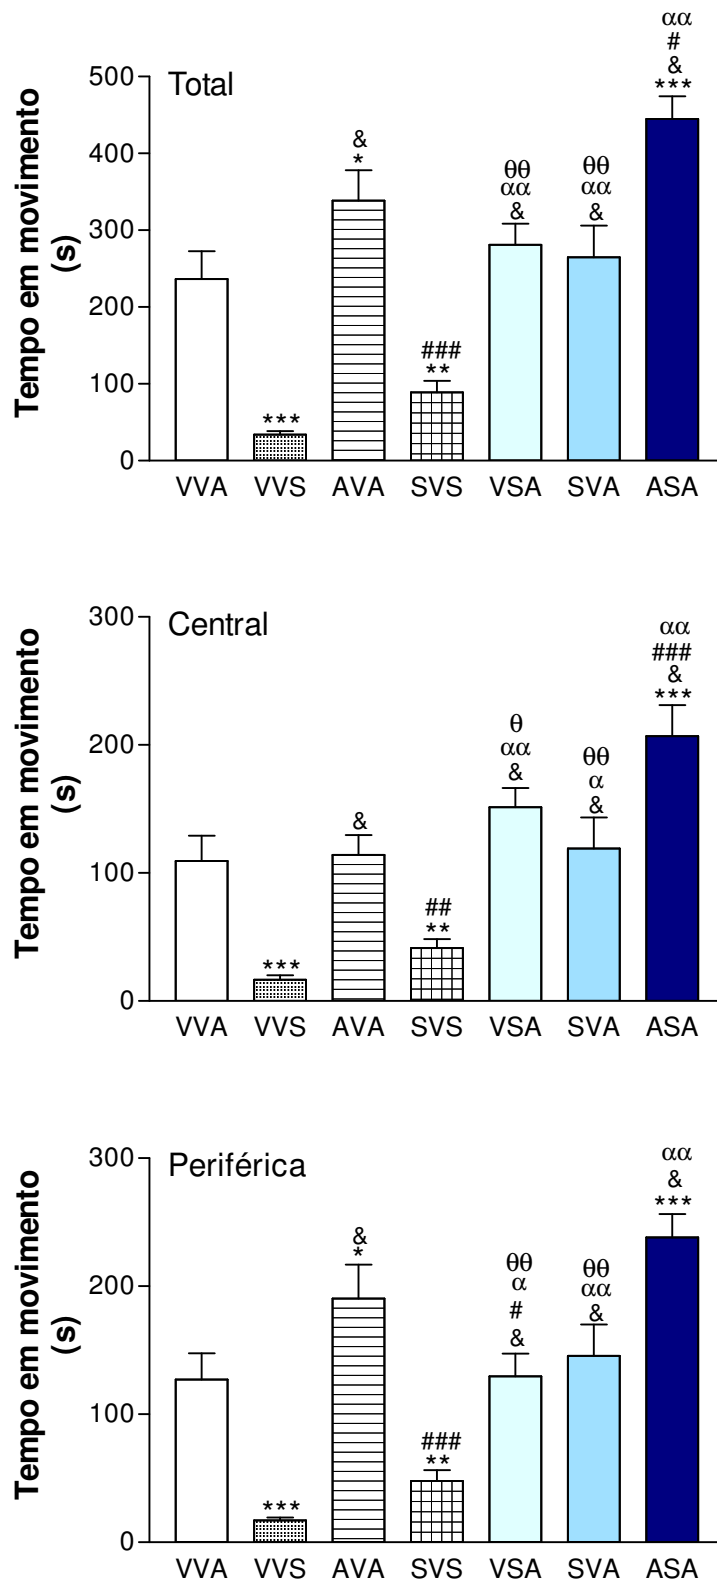 αα
#
&
***
500
Total
400
&
*
θθ
αα
&
θθ
αα
&
Tempo em movimento
(s)
300
200
###
**
100
***
0
VVA VVS AVA SVS VSA SVA ASA
300
Central
αα
###
&
***
Tempo em movimento
(s)
200
θ
αα
&
θθ
α
&
&
100
##
**
***
0
VVA VVS AVA SVS VSA SVA ASA
300
Periférica
αα
&
***
Tempo em movimento
(s)
&
*
θθ
α
#
&
θθ
αα
&
200
100
###
**
***
0
VVA VVS AVA SVS VSA SVA ASA